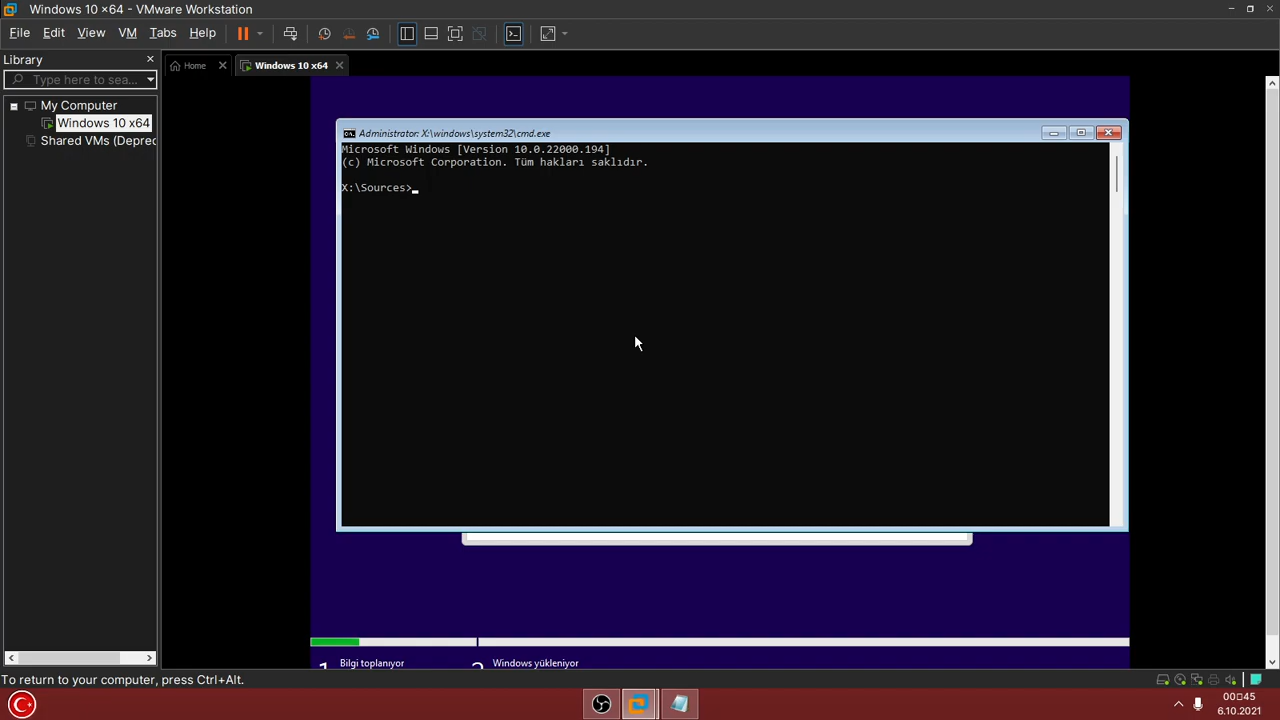 Windows 10 ×64 - VMware Workstation
File Edit View VM Tabs Help
Library
Type here to sea...
Home
Windows 10 x64
My Computer
Windows 10 x64
Shared VMs (Deprec
Administrator: X:\windows\system32\cmd.exe
Microsoft Windows [Version 10.0.22000.194]
(c) Microsoft Corporation. Tüm hakları saklıdır.
X:\Sources>
1 Bilgi toplanıyor
2 Windows yükleniyor
To return to your computer, press Ctrl+Alt.
00:45
6.10.2021